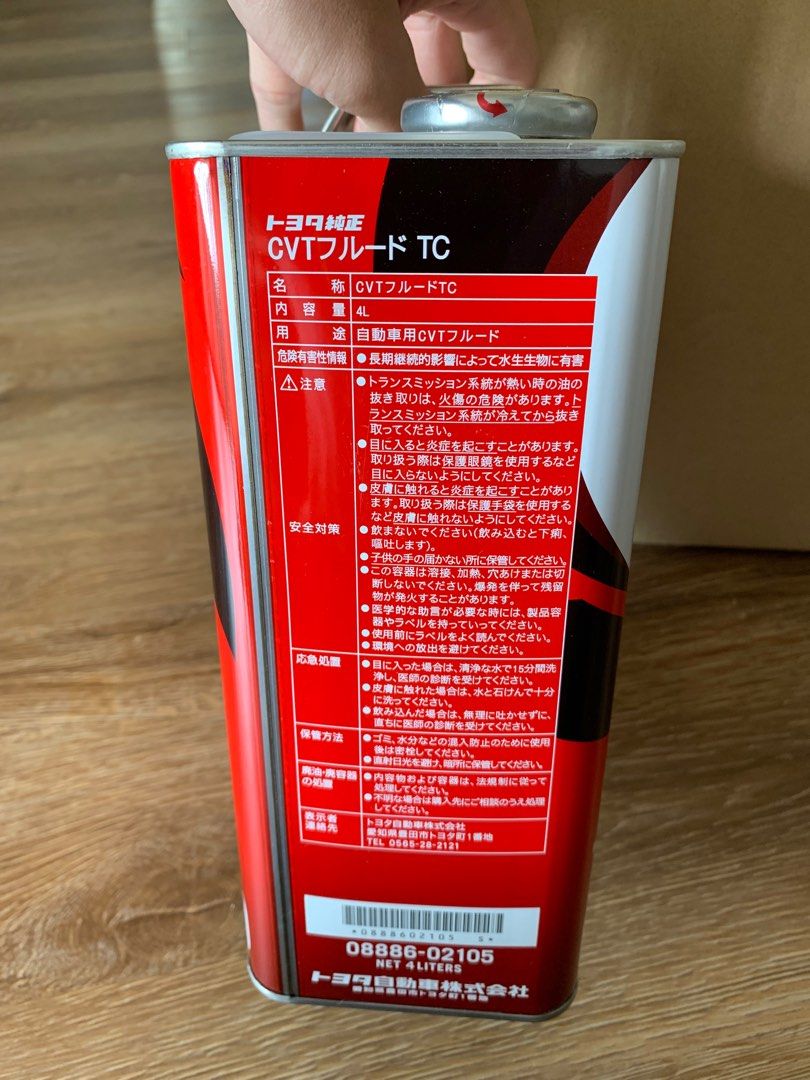 トヨタ純正
CVTフルード TC
名 称 CVTフルードTC
内 容 量 4L
用 途 自動車用CVTフルード
危険有害性情報 ●長期継続的影響によって水生生物に有害
⚠注意
安全対策
●トランスミッション系統が熱い時の油の
抜き取りは、火傷の危険があります。ト
ランスミッション系統が冷えてから抜き
取ってください。
●目に入ると炎症を起こすことがあります。
取り扱う際は保護眼鏡を使用するなど
目に入らないようにしてください。
●皮膚に触れると炎症を起こすことがあり
ます。取り扱う際は保護手袋を使用する
など皮膚に触れないようにしてください。
●飲まないでください(飲み込むと下痢、
嘔吐します)。
●子供の手の届かない所に保管してください。
●この容器は溶接、加熱、穴あけまたは切
断しないでください。爆発を伴って残留
物が発火することがあります。
●医学的な助言が必要な時には、製品容
器やラベルを持っていってください。
●使用前にラベルをよく読んでください。
●環境への放出を避けてください。
応急処置
●目に入った場合は、清浄な水で15分間洗
浄し、医師の診断を受けてください。
●皮膚に触れた場合は、水と石けんで十分
に洗ってください。
●飲み込んだ場合は、無理に吐かせずに、
直ちに医師の診断を受けてください。
保管方法
●ゴミ、水分などの混入防止のために使用
後は密栓してください。
●直射日光を避け、暗所に保管してください。
廃油・廃容器
の処置
●内容物および容器は、法規制に従って
処理してください。
●不明な場合は購入先にご相談のうえ処理
してください。
表示者
連絡先
トヨタ自動車株式会社
愛知県豊田市トヨタ町1番地
TEL 0565-28-2121
*0888602105 S*
08886-02105
NET 4 LITERS
トヨタ自動車株式会社
愛知県豊田市トヨタ町1番地